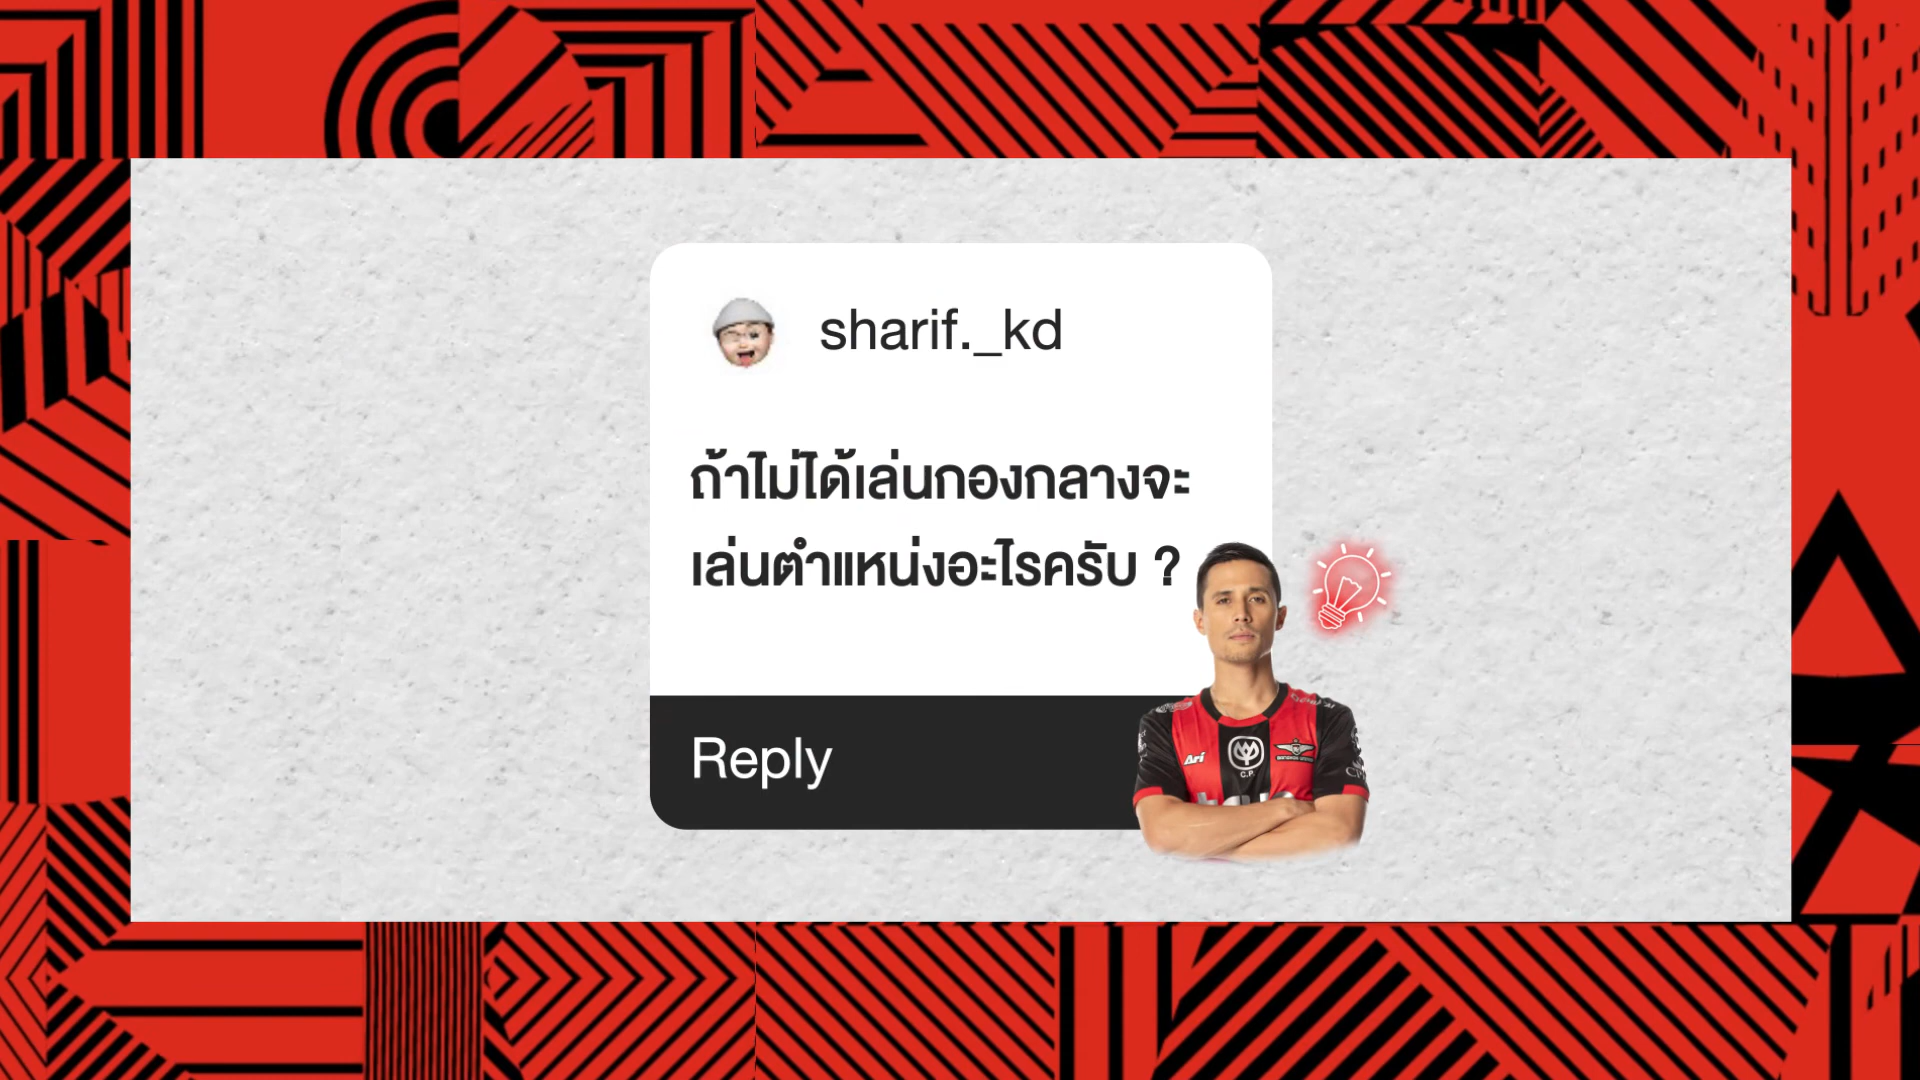 sharif._kd
ถ้าไม่ได้เล่นกองกลางจะ
เล่นตำแหน่งอะไรครับ ?
Reply
Ari
C.P.